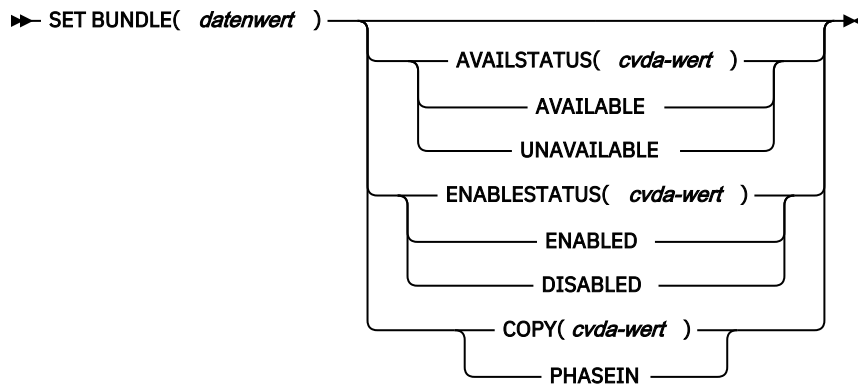 SET BUNDLE( datenwert )
AVAILSTATUS( cvda-wert )
AVAILABLE
UNAVAILABLE
ENABLESTATUS( cvda-wert )
ENABLED
DISABLED
COPY( cvda-wert )
PHASEIN